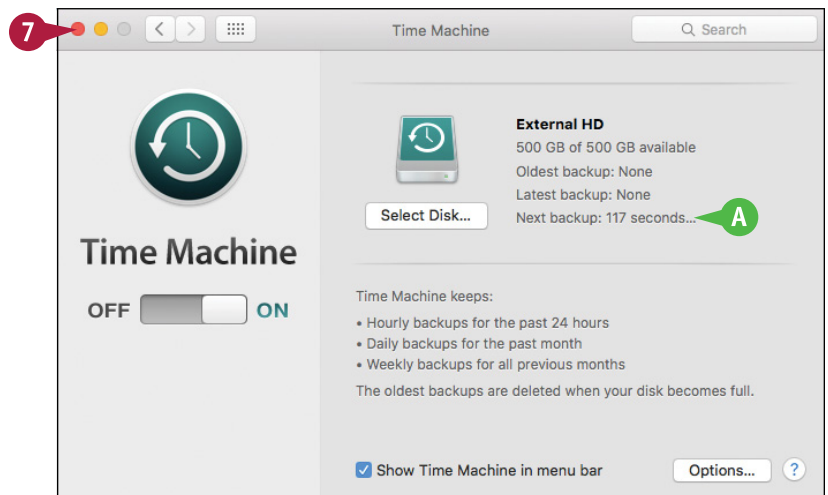 7
Time Machine
Search
External HD
500 GB of 500 GB available
Oldest backup: None
Latest backup: None
Select Disk...
Next backup: 117 seconds...
A
Time Machine
OFF ON
Time Machine keeps:
• Hourly backups for the past 24 hours
• Daily backups for the past month
• Weekly backups for all previous months
The oldest backups are deleted when your disk becomes full.
Show Time Machine in menu bar
Options...
?